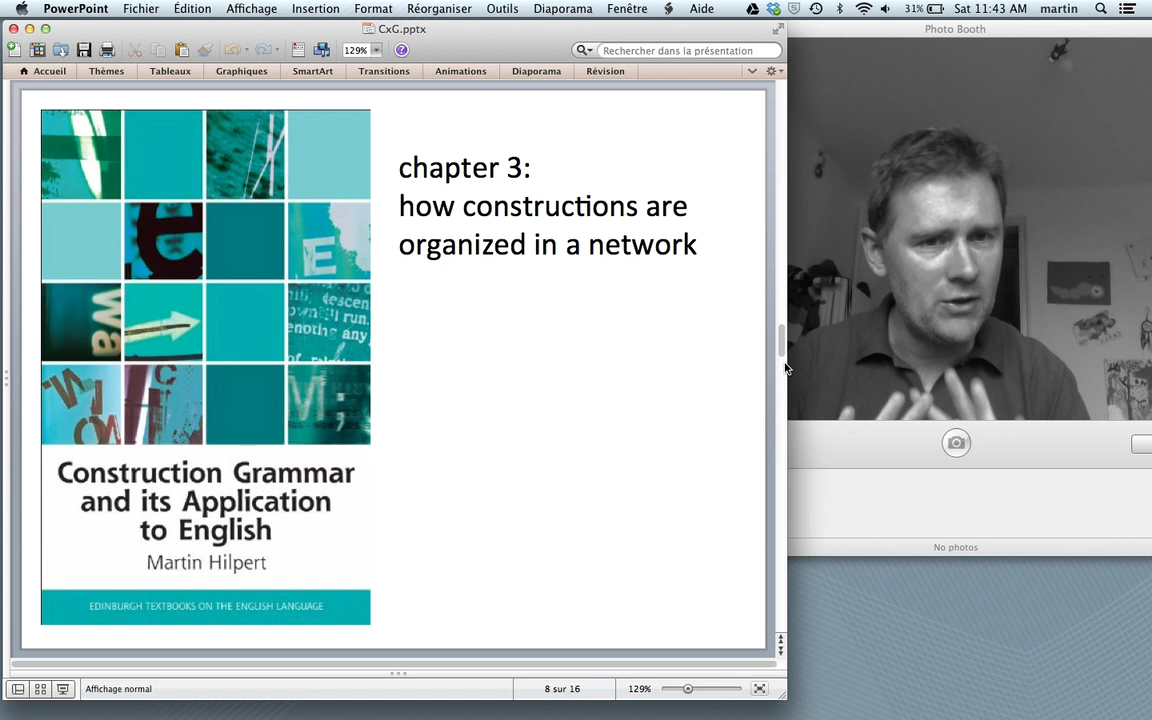 PowerPoint Fichier Édition Affichage Insertion Format Réorganiser Outils Diaporama Fenêtre Aide 31% Sat 11:43 AM martin
CxG.pptx
129% Rechercher dans la présentation
Accueil Thèmes Tableaux Graphiques SmartArt Transitions Animations Diaporama Révision
Photo Booth
chapter 3:
how constructions are
organized in a network
Construction Grammar
and its Application
to English
Martin Hilpert
EDINBURGH TEXTBOOKS ON THE ENGLISH LANGUAGE
No photos
Affichage normal 8 sur 16 129%